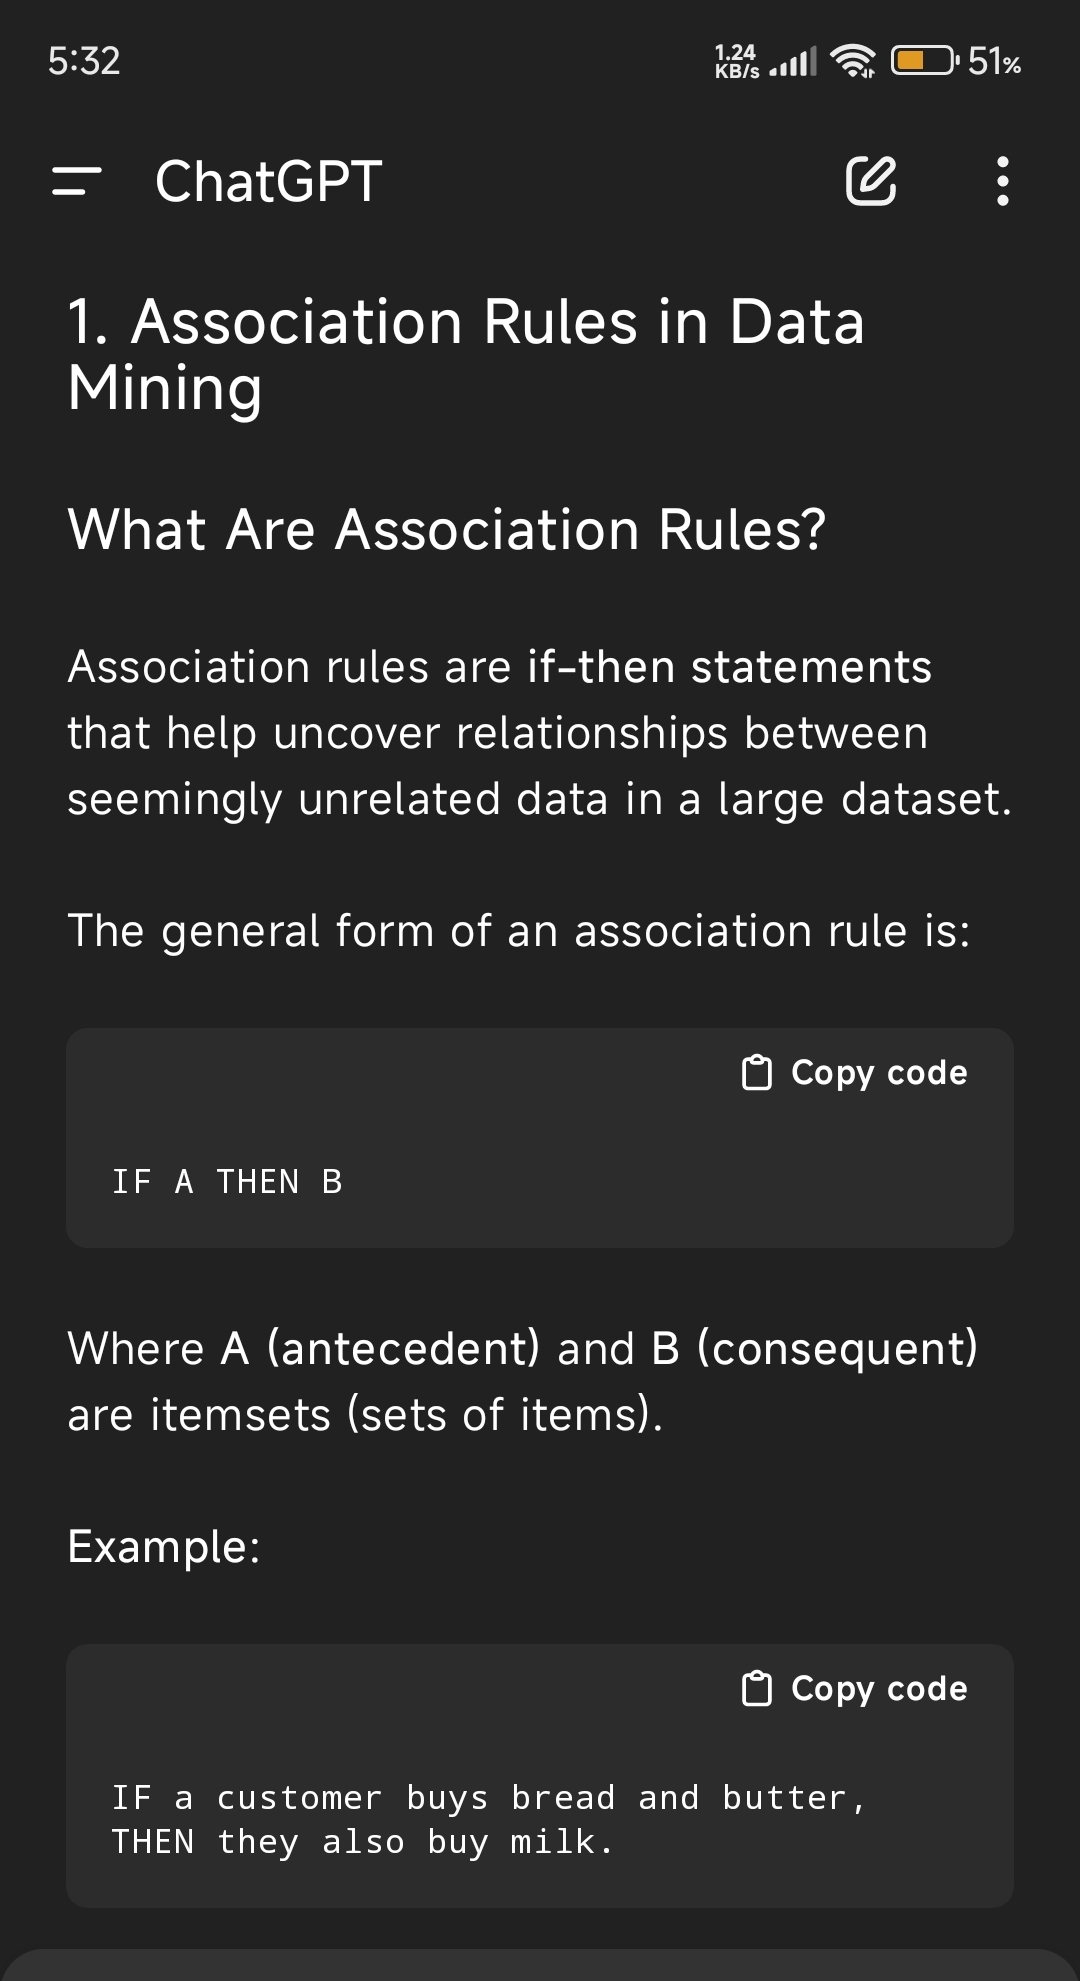 5:32
1.24
KB/s
51%
ChatGPT
1. Association Rules in Data
Mining
What Are Association Rules?
Association rules are if-then statements
that help uncover relationships between
seemingly unrelated data in a large dataset.
The general form of an association rule is:
Copy code
IF A THEN B
Where A (antecedent) and B (consequent)
are itemsets (sets of items).
Example:
Copy code
IF a customer buys bread and butter,
THEN they also buy milk.